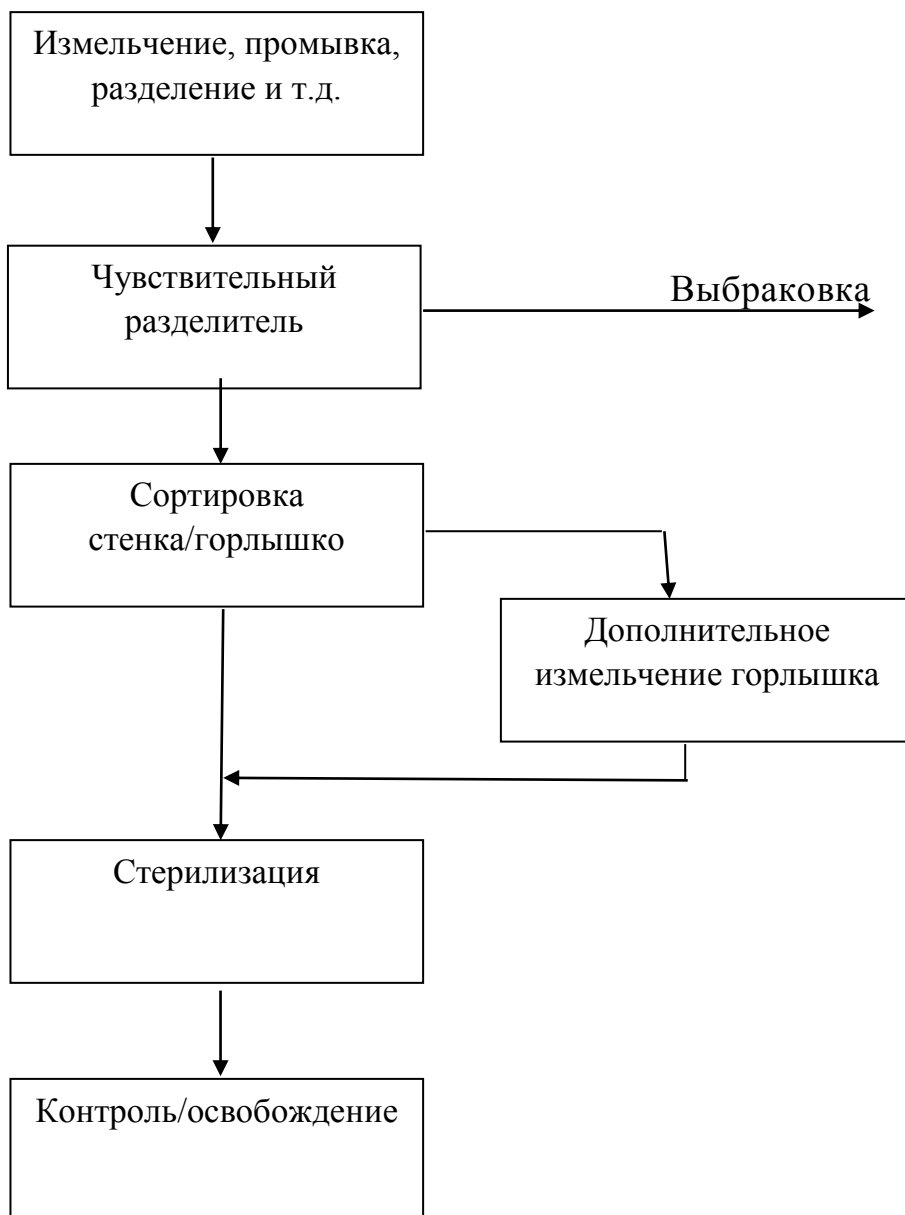 Измельчение, промывка,
разделение и т.д.
Чувствительный
разделитель
Выбраковка
Сортировка
стенка/горлышко
Дополнительное
измельчение горлышка
Стерилизация
Контроль/освобождение